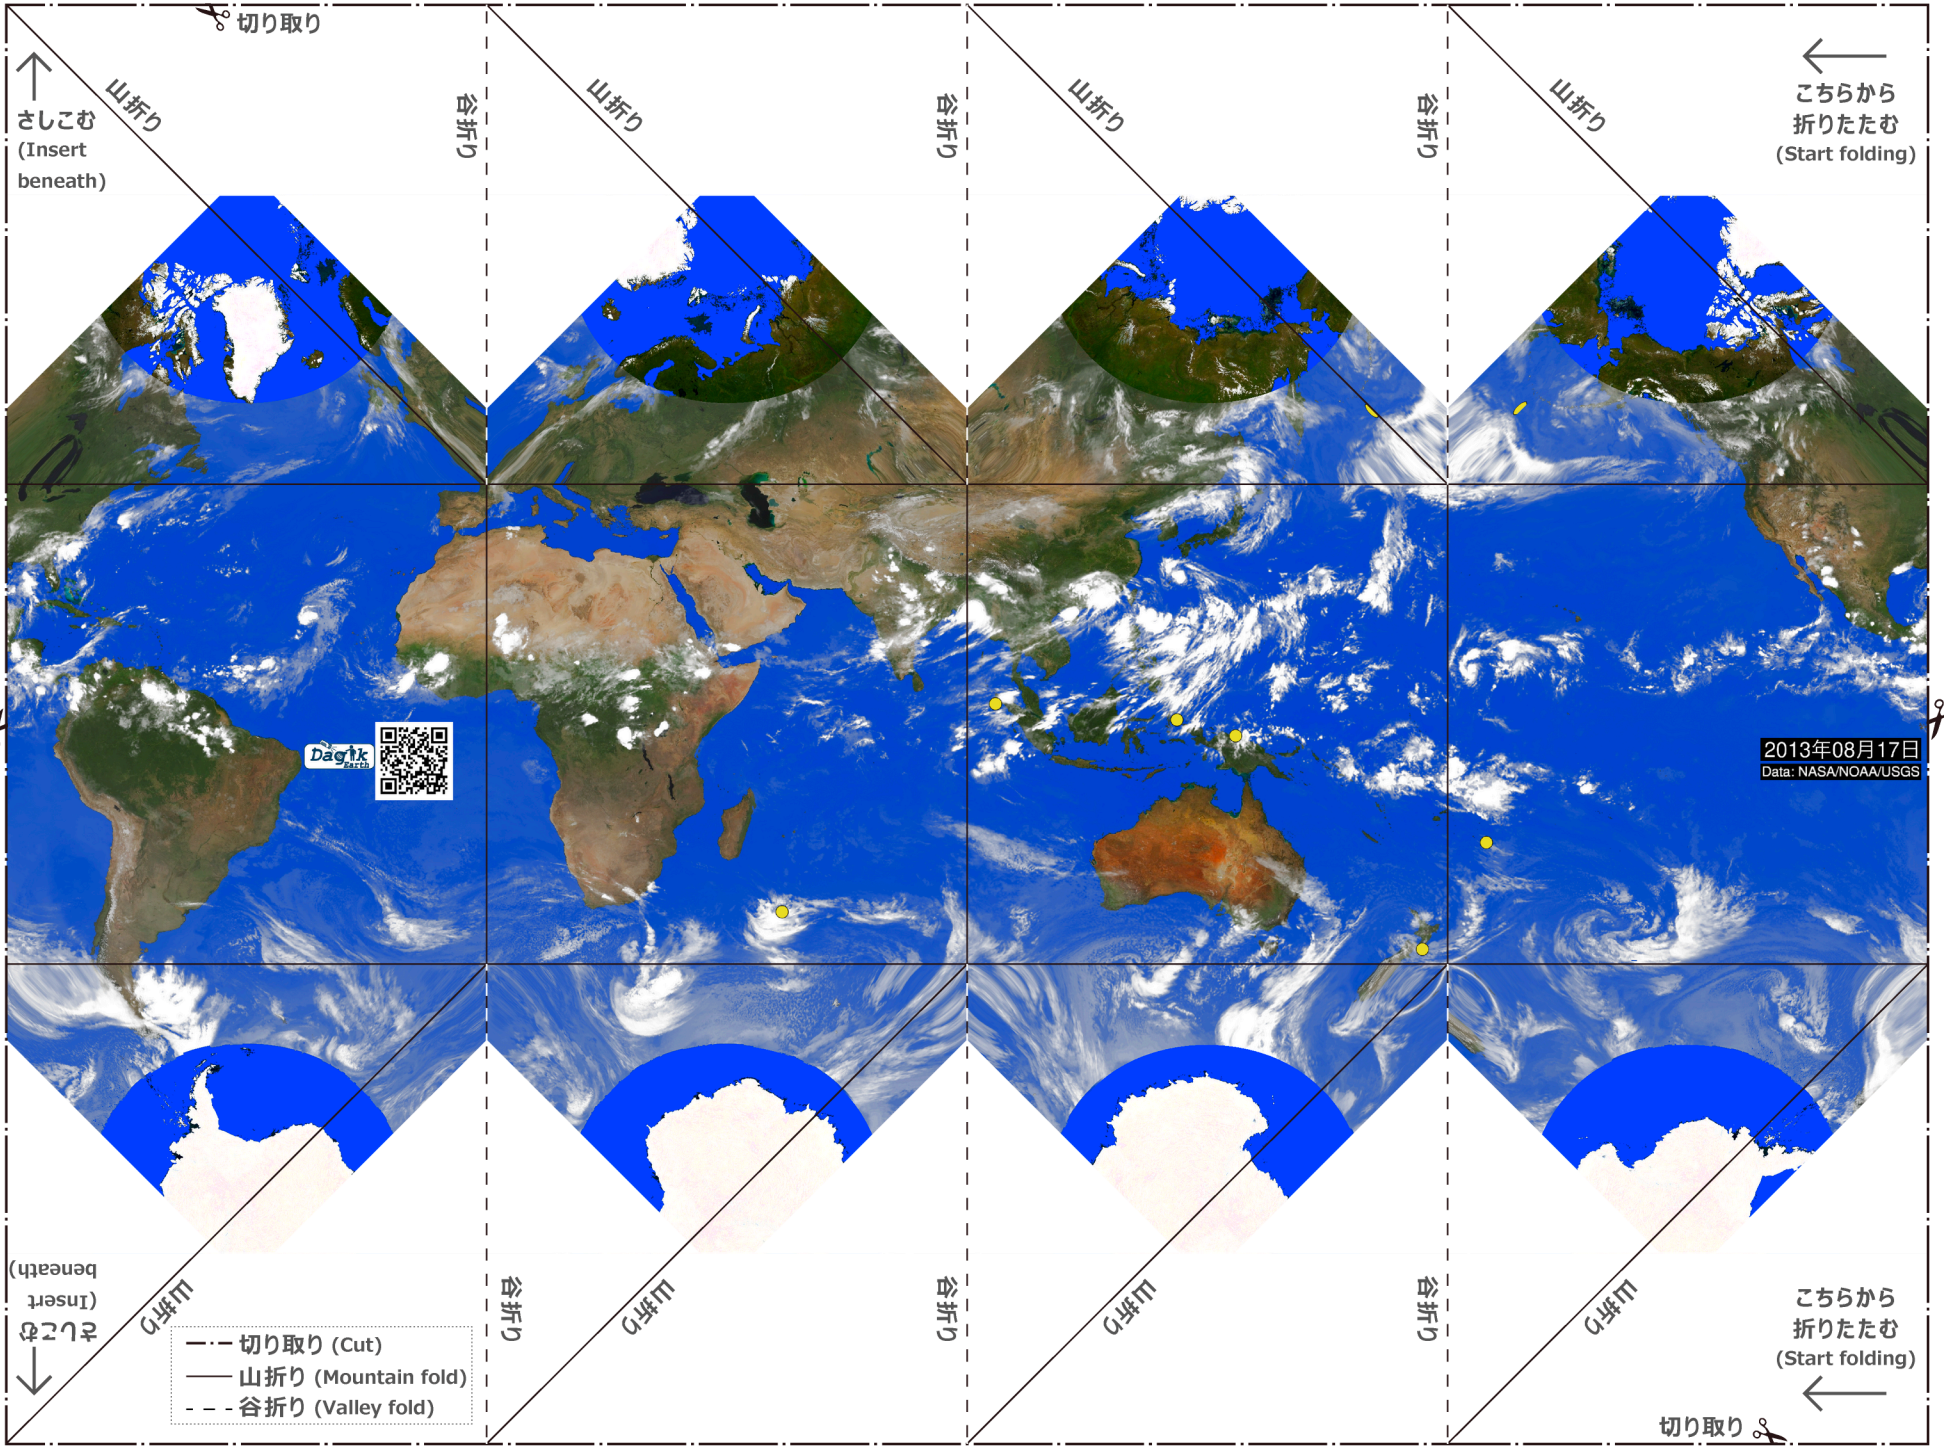 切り取り
山折り
谷折り
山折り
谷折り
山折り
谷折り
山折り
さしこむ
(Insert
beneath)
こちらから
折りたたむ
(Start folding)
Dagik
Earth
2013年08月17日
Data: NASA/NOAA/USGS
さしこむ
(Insert
beneath)
山折り
谷折り
山折り
谷折り
山折り
谷折り
山折り
こちらから
折りたたむ
(Start folding)
切り取り (Cut)
山折り (Mountain fold)
谷折り (Valley fold)
切り取り